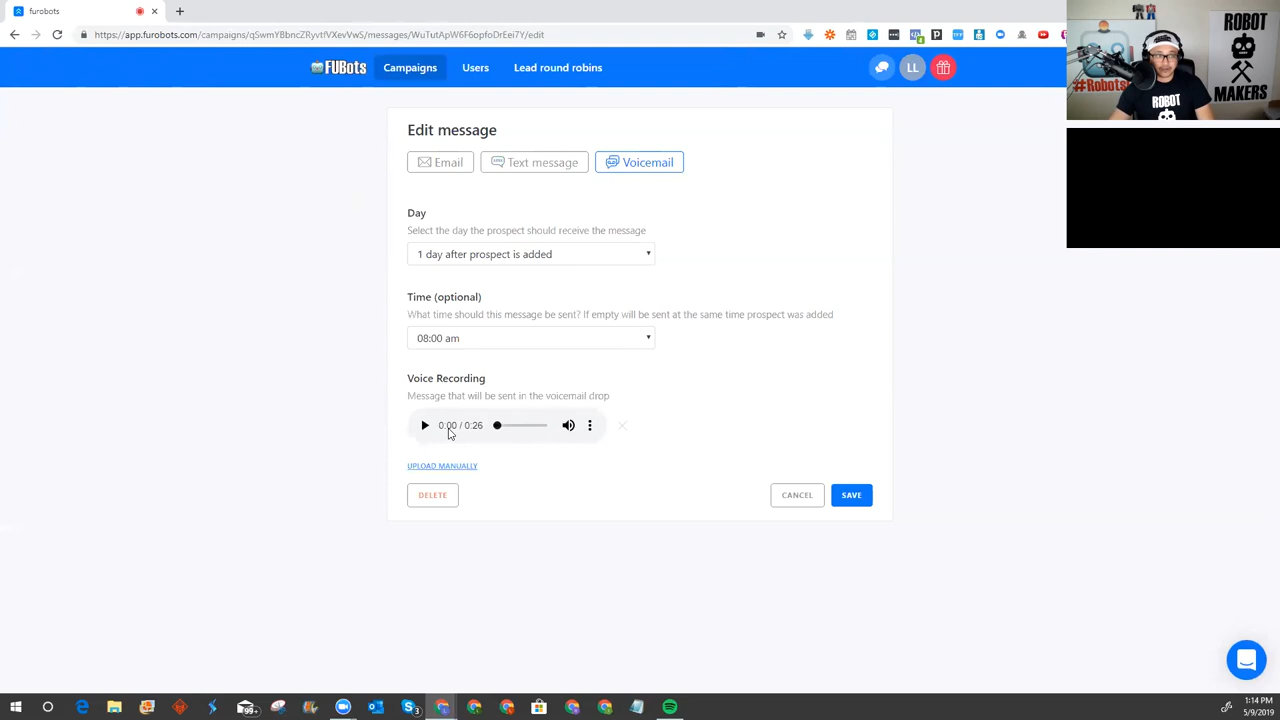 furobots
https://app.furobots.com/campaigns/qSwmYBbncZRyvtfVXevVwS/messages/WuTutApW6F6opfoDrEei7Y/edit
FUBots
Campaigns
Users
Lead round robins
LL
ROBOT
MAKERS
#Robots
ROBOT
Edit message
Email
Text message
Voicemail
Day
Select the day the prospect should receive the message
1 day after prospect is added
Time (optional)
What time should this message be sent? If empty will be sent at the same time prospect was added
08:00 am
Voice Recording
Message that will be sent in the voicemail drop
0:00 / 0:26
UPLOAD MANUALLY
DELETE
CANCEL
SAVE
99+
3
1:14 PM
5/9/2019